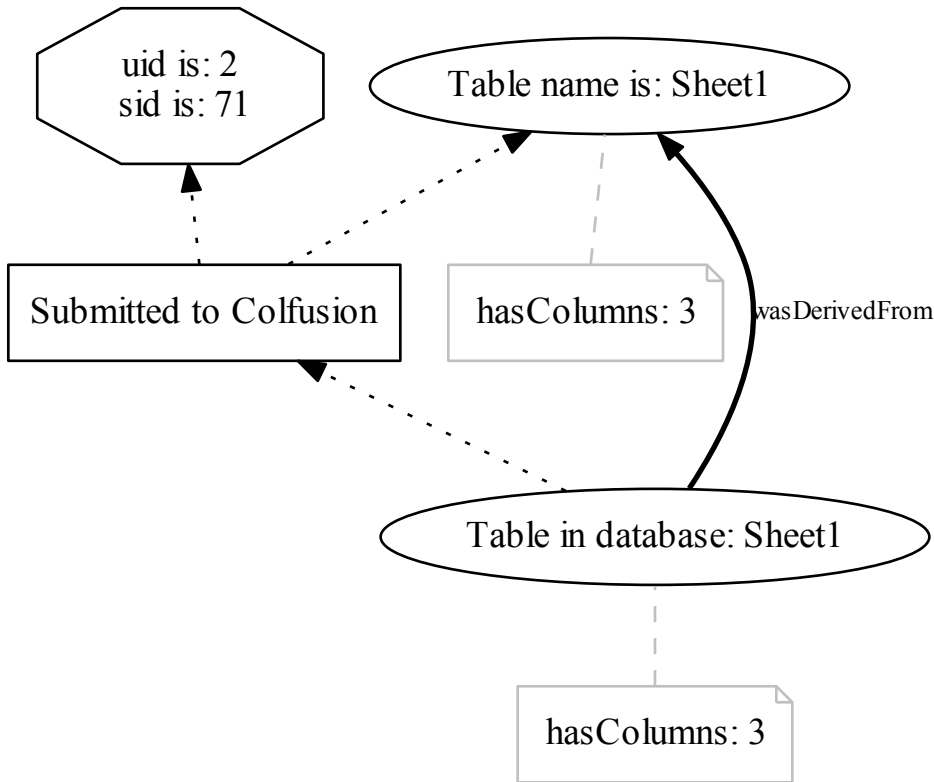 uid is: 2
sid is: 71
Table name is: Sheet1
Submitted to Colfusion
hasColumns: 3
wasDerivedFrom
Table in database: Sheet1
hasColumns: 3